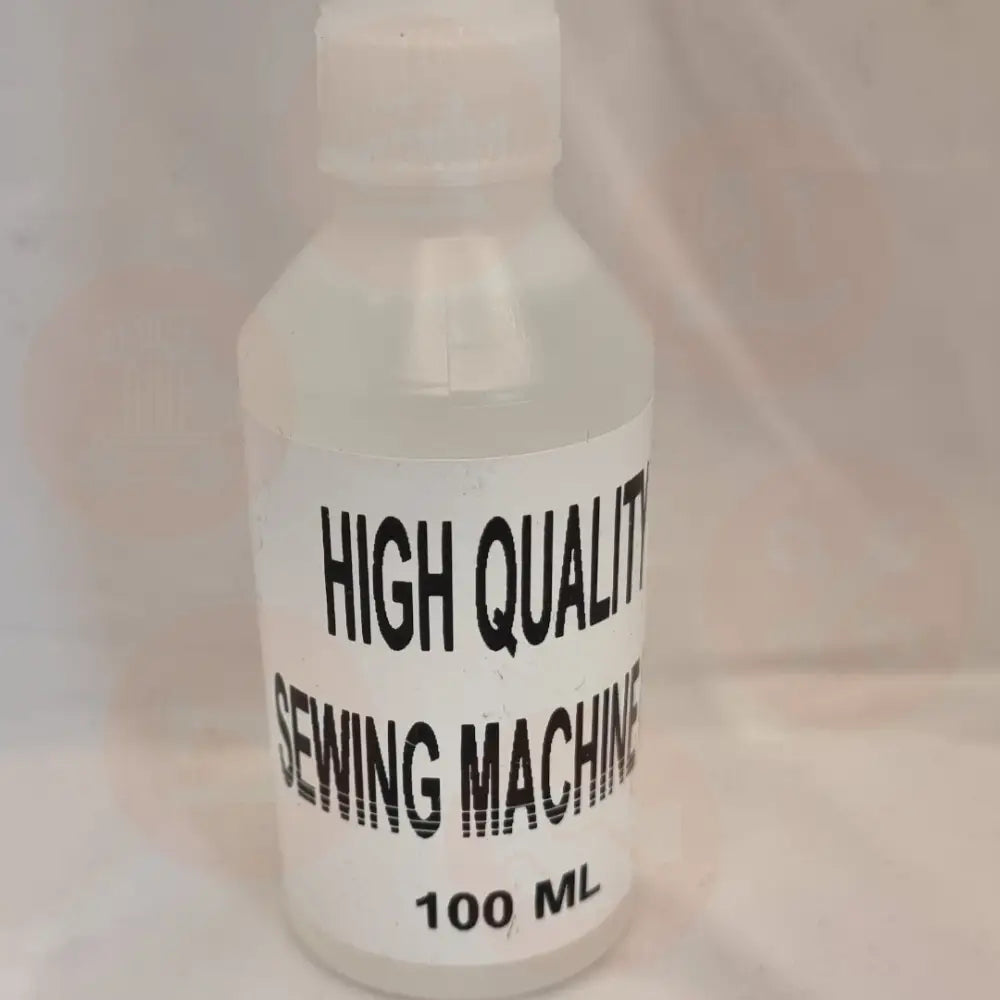 HIGH QUALITY
SEWING MACHINE
100 ML